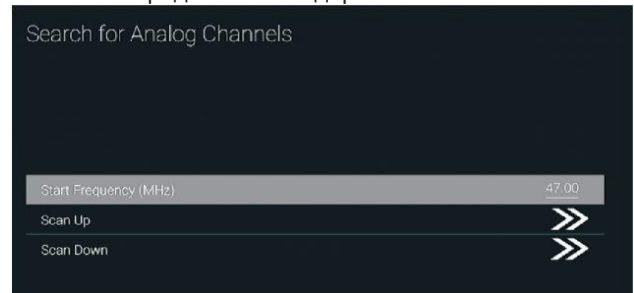 Search for Analog Channels
Start Frequency (MHz) 47.00
Scan Up
Scan Down